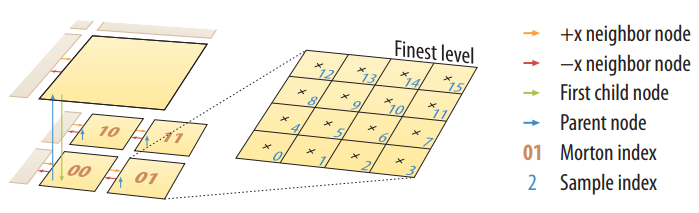 Finest level
12 13 14 15
8 9 10 11
4 5 6 7
0 1 2 3
10 11
00 01
+x neighbor node
−x neighbor node
First child node
Parent node
01 Morton index
2 Sample index